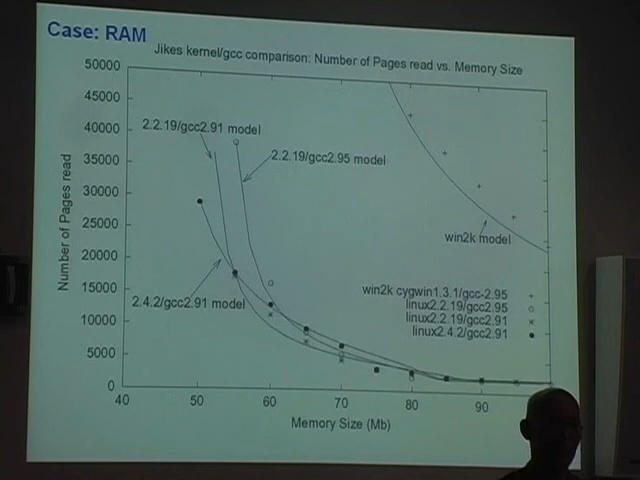 Case: RAM
Jikes kernel/gcc comparison: Number of Pages read vs. Memory Size
50000
45000
40000
35000
30000
25000
20000
15000
10000
5000
0
Number of Pages read
2.2.19/gcc2.91 model
2.2.19/gcc2.95 model
win2k model
2.4.2/gcc2.91 model
win2k cygwin1.3.1/gcc-2.95
linux2.2.19/gcc2.95
linux2.2.19/gcc2.91
linux2.4.2/gcc2.91
40 50 60 70 80 90
Memory Size (Mb)